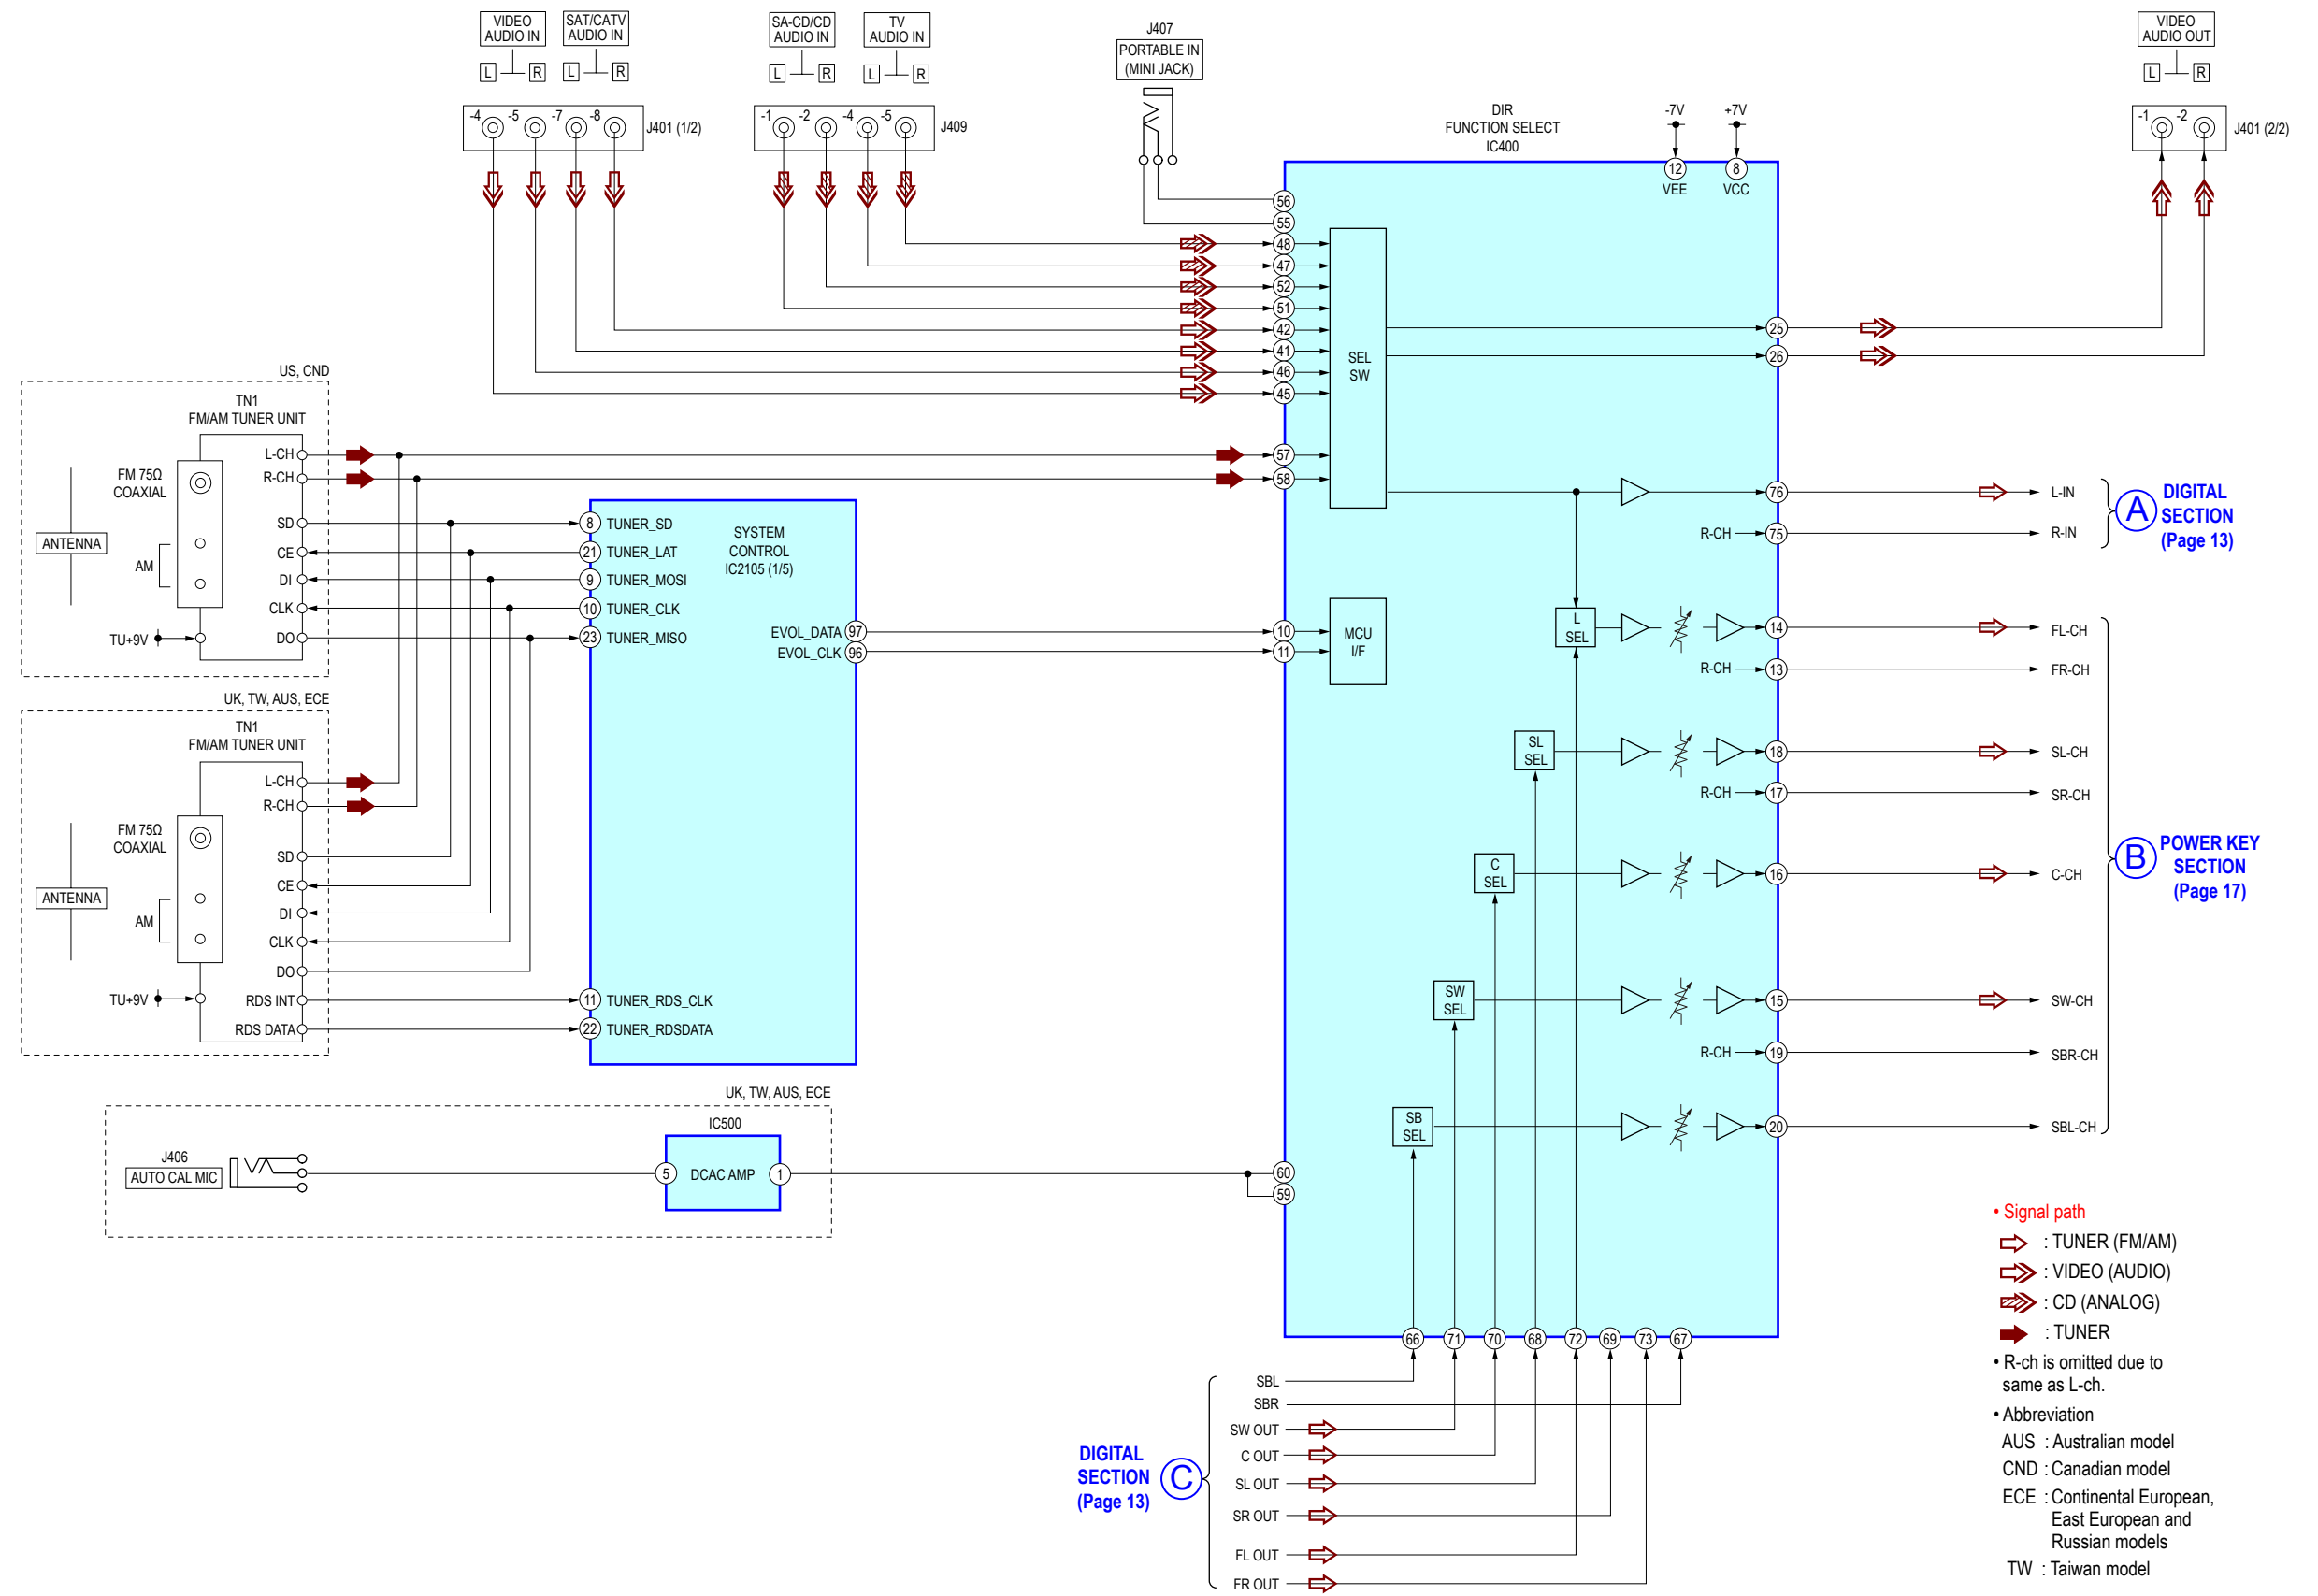 VIDEO
AUDIO IN
L R
SAT/CATV
AUDIO IN
L R
SA-CD/CD
AUDIO IN
L R
TV
AUDIO IN
L R
J407
PORTABLE IN
(MINI JACK)
VIDEO
AUDIO OUT
L R
-4 -5 -7 -8
J401 (1/2)
-1 -2 -4 -5
J409
-1 -2
J401 (2/2)
DIR
FUNCTION SELECT
IC400
-7V
+7V
12
VEE
8
VCC
56
55
48
47
52
51
42
41
46
45
57
58
SEL
SW
25
26
76
L-IN
R-CH
75
R-IN
A
DIGITAL
SECTION
(Page 13)
US, CND
TN1
FM/AM TUNER UNIT
FM 75Ω
COAXIAL
ANTENNA
AM
TU+9V
L-CH
R-CH
SD
CE
DI
CLK
DO
UK, TW, AUS, ECE
TN1
FM/AM TUNER UNIT
FM 75Ω
COAXIAL
ANTENNA
AM
TU+9V
L-CH
R-CH
SD
CE
DI
CLK
DO
RDS INT
RDS DATA
SYSTEM
CONTROL
IC2105 (1/5)
8 TUNER_SD
21 TUNER_LAT
9 TUNER_MOSI
10 TUNER_CLK
23 TUNER_MISO
EVOL_DATA 97
EVOL_CLK 96
11 TUNER_RDS_CLK
22 TUNER_RDSDATA
10
11
MCU
I/F
L
SEL
14
FL-CH
R-CH
13
FR-CH
SL
SEL
18
SL-CH
R-CH
17
SR-CH
C
SEL
16
C-CH
SW
SEL
15
SW-CH
R-CH
19
SBR-CH
SB
SEL
20
SBL-CH
B
POWER KEY
SECTION
(Page 17)
UK, TW, AUS, ECE
J406
AUTO CAL MIC
IC500
5
DCAC AMP
1
60
59
66
71
70
68
72
69
73
67
DIGITAL
SECTION
(Page 13)
C
SBL
SBR
SW OUT
C OUT
SL OUT
SR OUT
FL OUT
FR OUT
• Signal path
: TUNER (FM/AM)
: VIDEO (AUDIO)
: CD (ANALOG)
: TUNER
• R-ch is omitted due to
same as L-ch.
• Abbreviation
AUS : Australian model
CND : Canadian model
ECE : Continental European,
East European and
Russian models
TW : Taiwan model